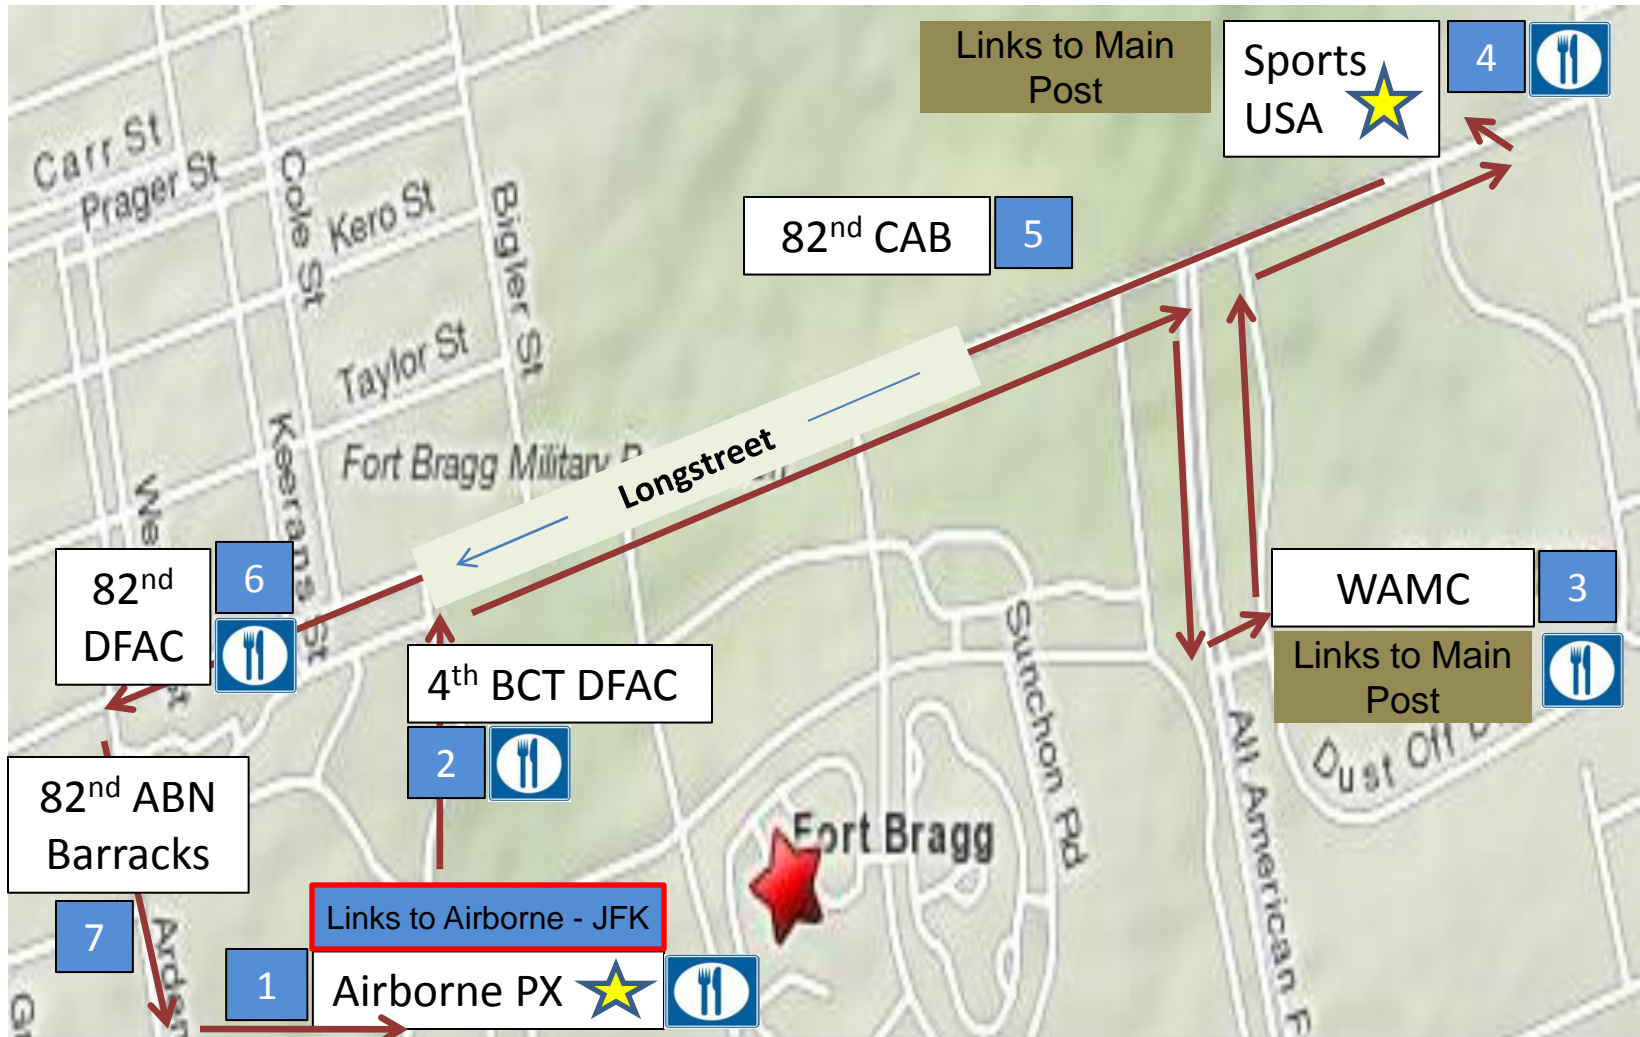 Links to Main
Post
Sports
USA
4
Carr St
Prager St
Cole St
Kero St
Bigler St
82nd CAB
5
Taylor St
Longstreet
Fort Bragg Military
Keerans St
82nd
DFAC
6
4th BCT DFAC
2
WAMC
3
Links to Main
Post
Sunchon Rd
All American F
Dust Off
82nd ABN
Barracks
7
Fort Bragg
Links to Airborne - JFK
1
Airborne PX